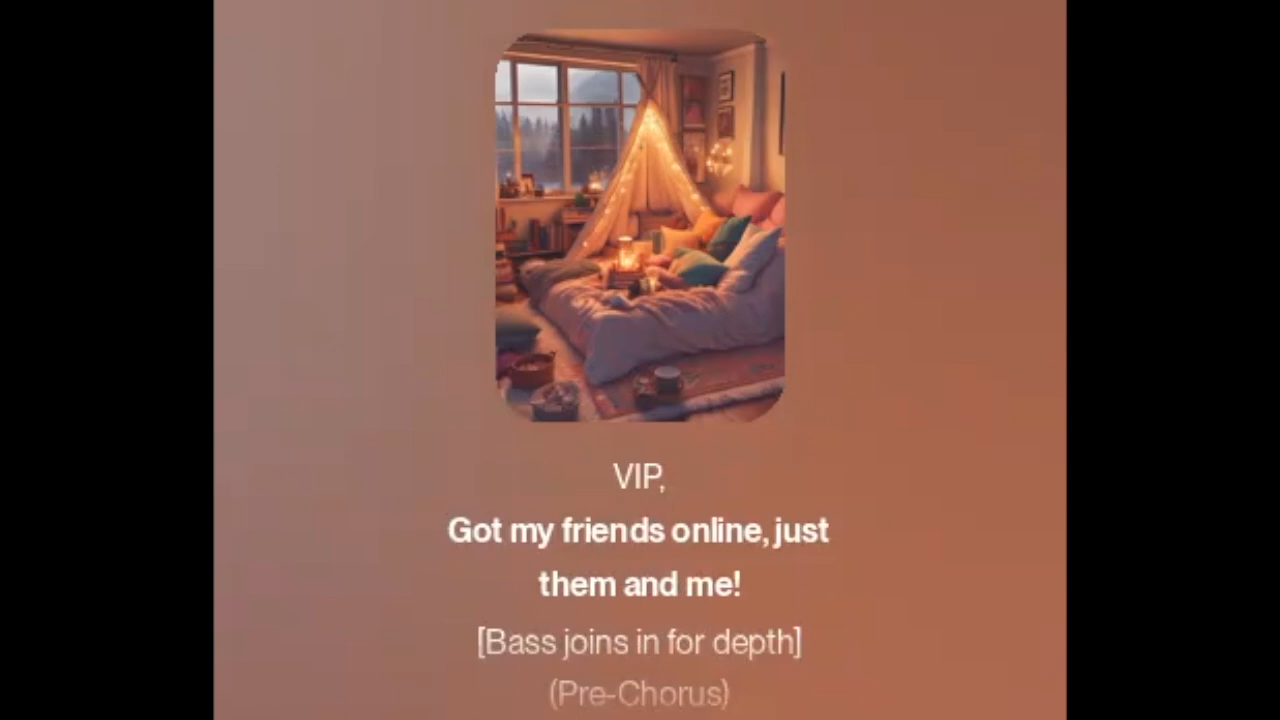 VIP,
Got my friends online, just
them and me!
[Bass joins in for depth]
(Pre-Chorus)